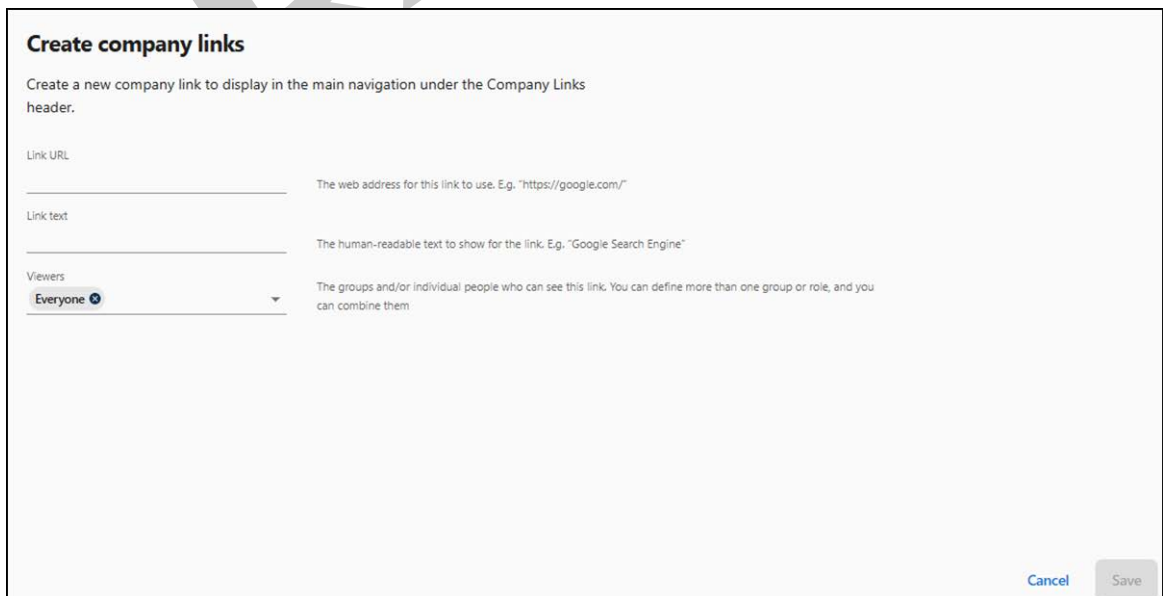 Create company links
Create a new company link to display in the main navigation under the Company Links
header.
Link URL
The web address for this link to use. E.g. "https://google.com/"
Link text
The human-readable text to show for the link. E.g. "Google Search Engine"
Viewers
Everyone
The groups and/or individual people who can see this link. You can define more than one group or role, and you
can combine them
Cancel
Save